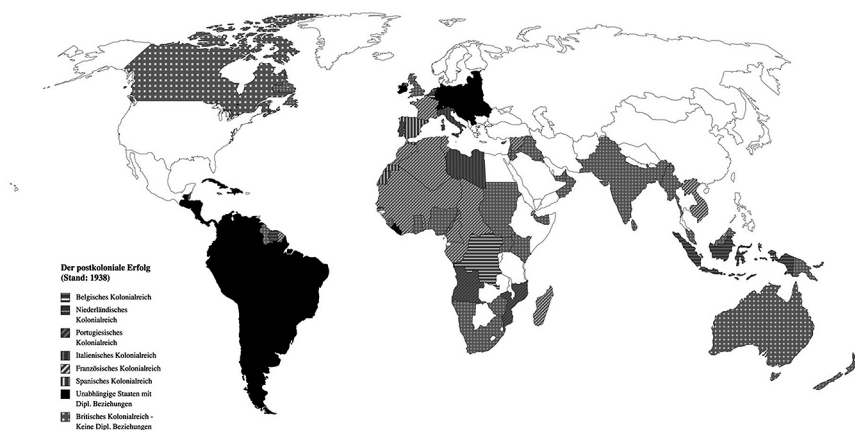 Der postkoloniale Erfolg
(Stand: 1938)
Belgisches Kolonialreich
Niederländisches
Kolonialreich
Portugiesisches
Kolonialreich
Italienisches Kolonialreich
Französisches Kolonialreich
Spanisches Kolonialreich
Unabhängige Staaten mit
Dipl. Beziehungen
Britisches Kolonialreich -
Keine Dipl. Beziehungen